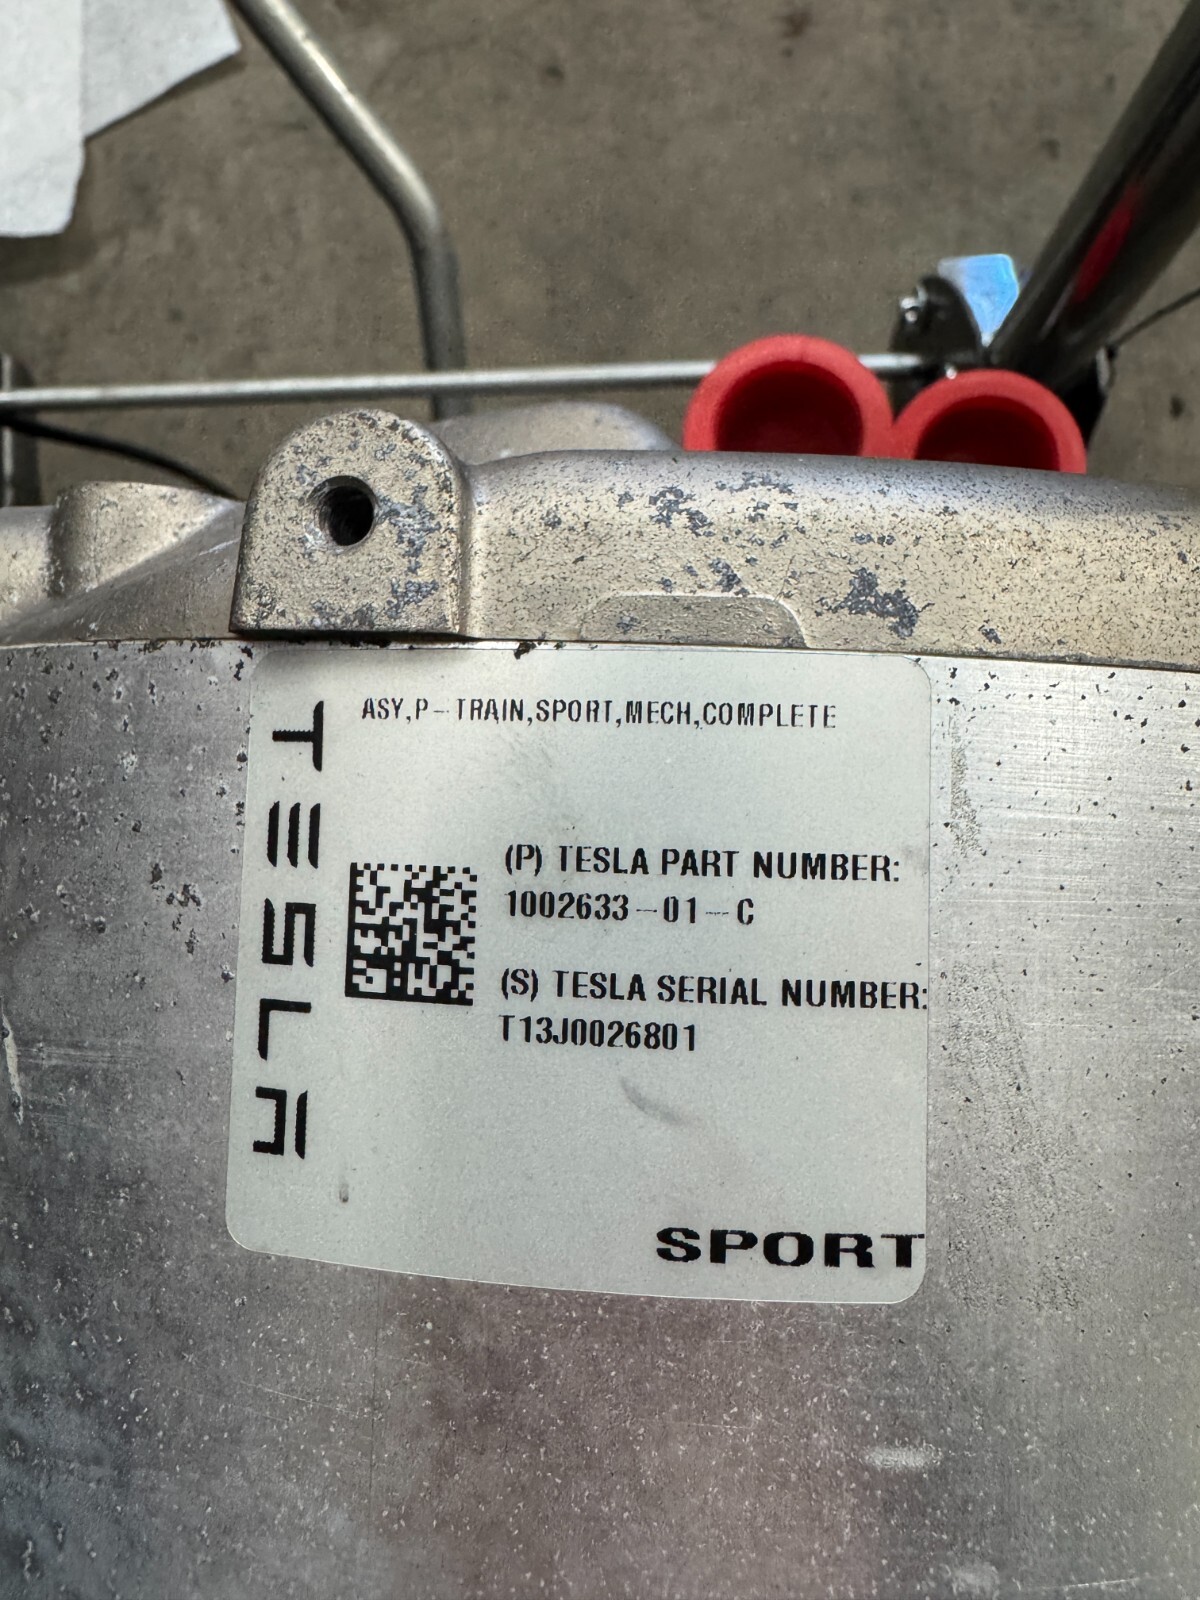 TESLA
ASY,P-TRAIN,SPORT,MECH,COMPLETE
(P) TESLA PART NUMBER:
1002633-01-C
(S) TESLA SERIAL NUMBER:
T13J0026801
SPORT